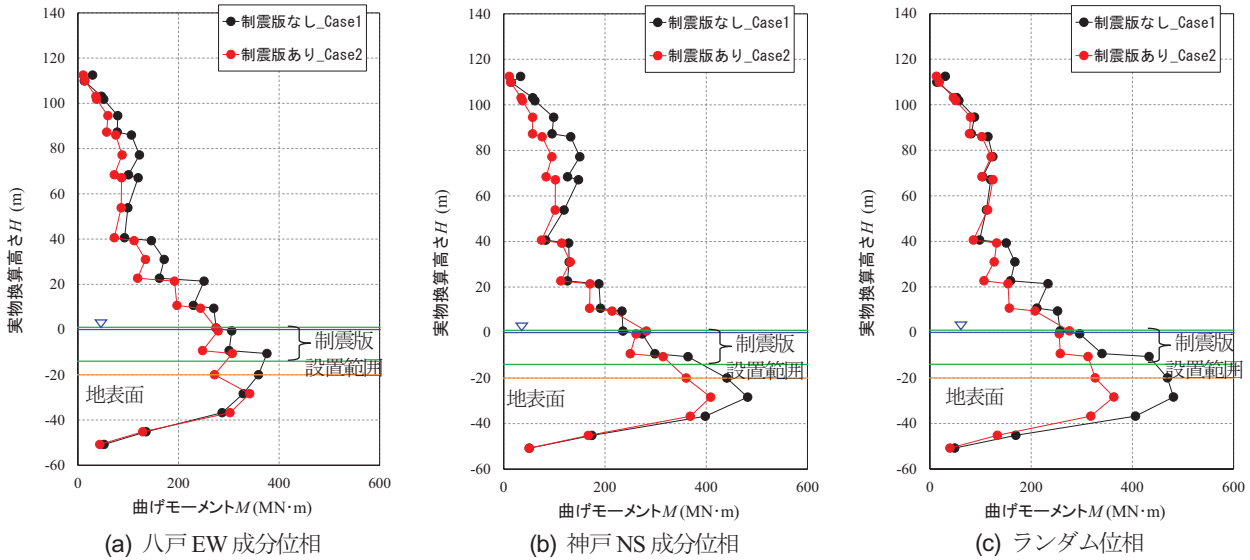 制震版なし_Case1
制震版あり_Case2
140
120
100
80
60
40
20
0
-20
-40
-60
実物換算高さH (m)
制震版
設置範囲
地表面
0 200 400 600
曲げモーメントM (MN·m)
(a) 八戸 EW 成分位相
制震版なし_Case1
制震版あり_Case2
140
120
100
80
60
40
20
0
-20
-40
-60
実物換算高さH (m)
制震版
設置範囲
地表面
0 200 400 600
曲げモーメントM (MN·m)
(b) 神戸 NS 成分位相
制震版なし_Case1
制震版あり_Case2
140
120
100
80
60
40
20
0
-20
-40
-60
実物換算高さH (m)
制震版
設置範囲
地表面
0 200 400 600
曲げモーメントM (MN·m)
(c) ランダム位相